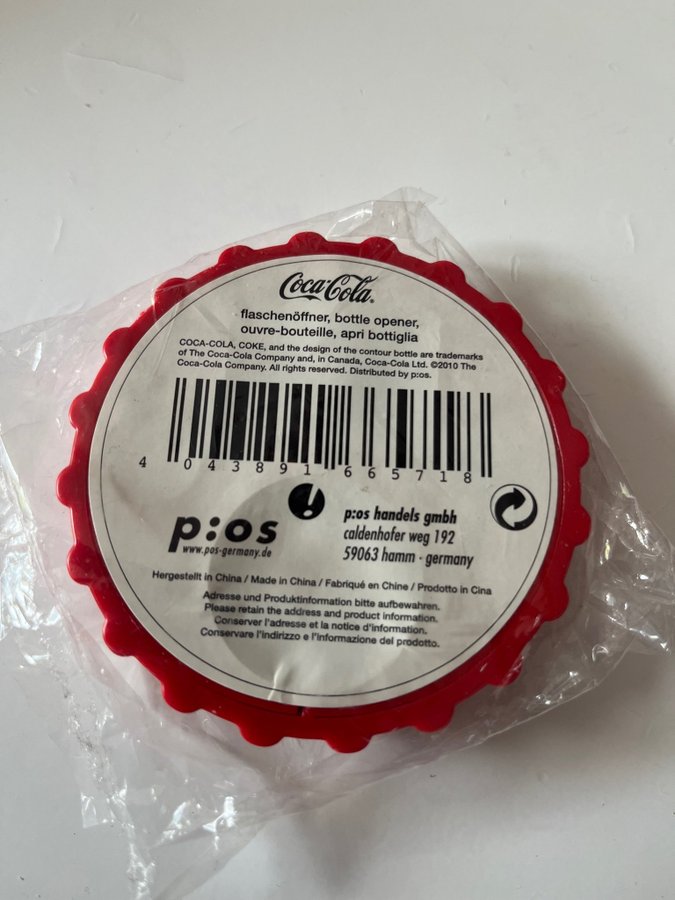 Coca-Cola®
flaschenöffner, bottle opener,
ouvre-bouteille, apri bottiglia
COCA-COLA, COKE, and the design of the contour bottle are trademarks
of The Coca-Cola Company and, in Canada, Coca-Cola Ltd. ©2010 The
Coca-Cola Company. All rights reserved. Distributed by p:os.
4 043891 665718
p:os
www.pos-germany.de
p:os handels gmbh
caldenhofer weg 192
59063 hamm · germany
Hergestellt in China / Made in China / Fabriqué en Chine / Prodotto in Cina
Adresse und Produktinformation bitte aufbewahren.
Please retain the address and product information.
Conserver l'adresse et la notice d'information.
Conservare l'indirizzo e l'informazione del prodotto.